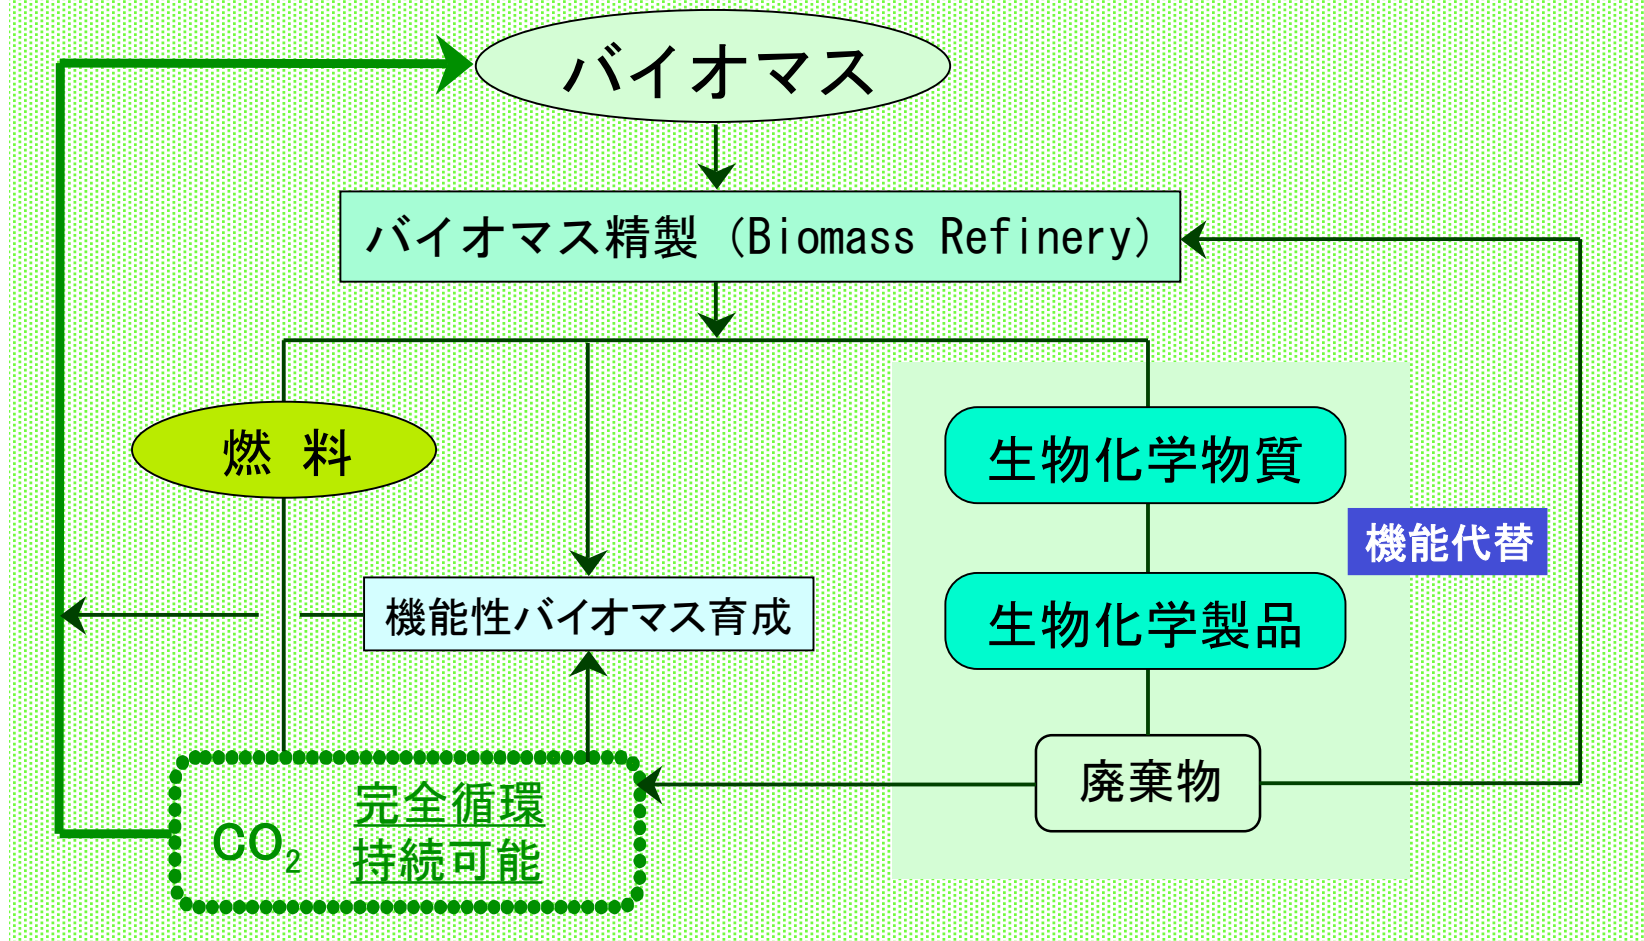 バイオマス
バイオマス精製（Biomass Refinery）
燃 料
生物化学物質
機能代替
機能性バイオマス育成
生物化学製品
廃棄物
CO₂
完全循環
持続可能